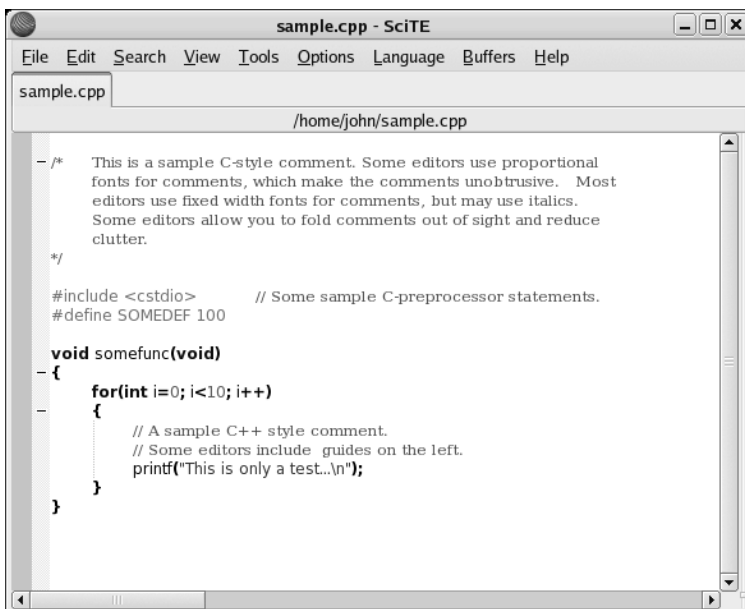 sample.cpp - SciTE
File Edit Search View Tools Options Language Buffers Help
sample.cpp
/home/john/sample.cpp
/* This is a sample C-style comment. Some editors use proportional
fonts for comments, which make the comments unobtrusive. Most
editors use fixed width fonts for comments, but may use italics.
Some editors allow you to fold comments out of sight and reduce
clutter.
*/
#include <cstdio> // Some sample C-preprocessor statements.
#define SOMEDEF 100
void somefunc(void)
{
for(int i=0; i<10; i++)
{
// A sample C++ style comment.
// Some editors include guides on the left.
printf("This is only a test...\n");
}
}